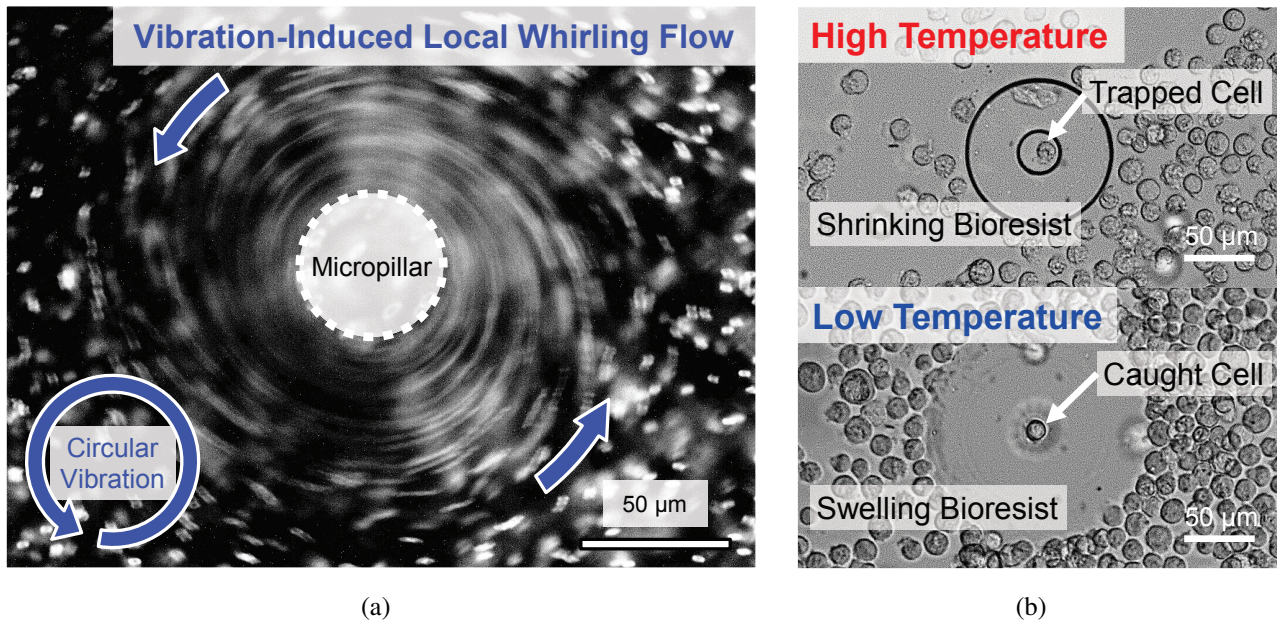 Vibration-Induced Local Whirling Flow
Micropillar
Circular
Vibration
50 µm
(a)
High Temperature
Trapped Cell
Shrinking Bioresist
50 µm
Low Temperature
Caught Cell
Swelling Bioresist
50 µm
(b)